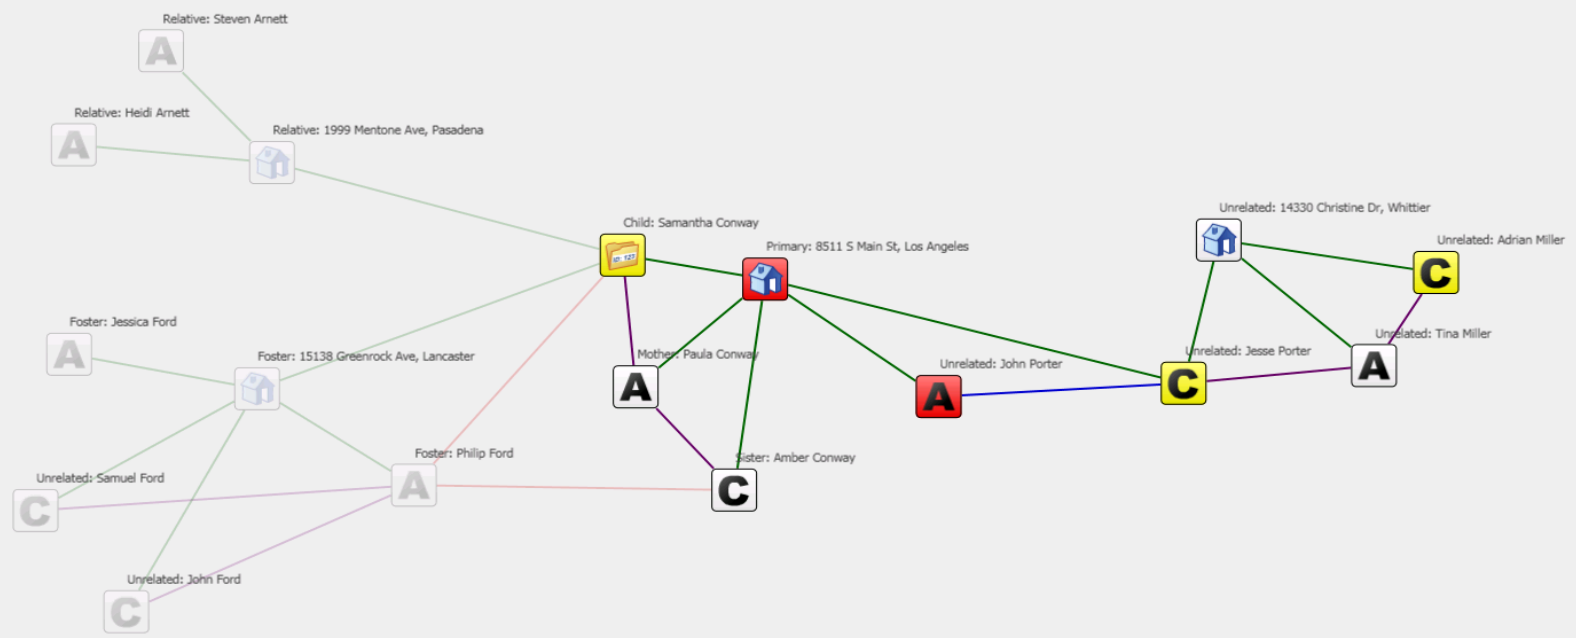 Relative: Steven Arnett
A
Relative: Heidi Arnett
A
Relative: 1999 Mentone Ave, Pasadena
Child: Samantha Conway
ID: 123
Primary: 8511 S Main St, Los Angeles
Unrelated: 14330 Christine Dr, Whittier
Unrelated: Adrian Miller
C
Foster: Jessica Ford
A
Foster: 15138 Greenrock Ave, Lancaster
Mother: Paula Conway
A
Unrelated: John Porter
A
Unrelated: Jesse Porter
C
Unrelated: Tina Miller
A
Foster: Philip Ford
A
Sister: Amber Conway
C
Unrelated: Samuel Ford
C
Unrelated: John Ford
C